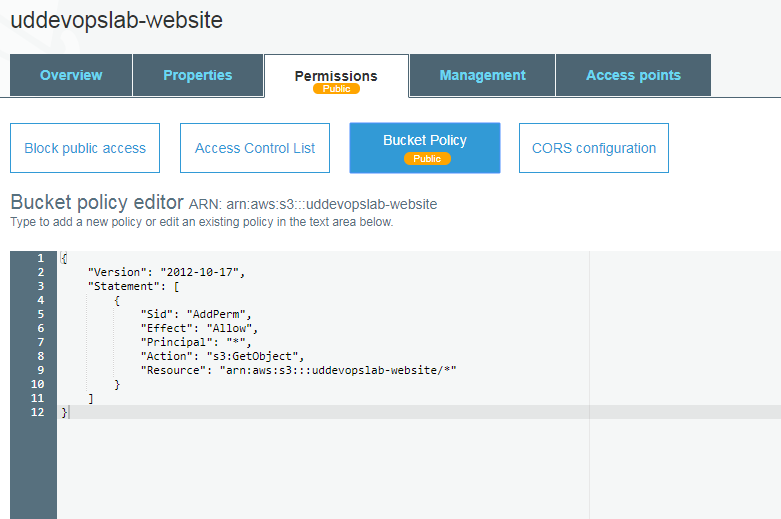 uddevopslab-website
Overview Properties Permissions Management Access points
Public
Block public access Access Control List Bucket Policy CORS configuration
Public
Bucket policy editor ARN: arn:aws:s3:::uddevopslab-website
Type to add a new policy or edit an existing policy in the text area below.
1 {
2 "Version": "2012-10-17",
3 "Statement": [
4 {
5 "Sid": "AddPerm",
6 "Effect": "Allow",
7 "Principal": "*",
8 "Action": "s3:GetObject",
9 "Resource": "arn:aws:s3:::uddevopslab-website/*"
10 }
11 ]
12 }